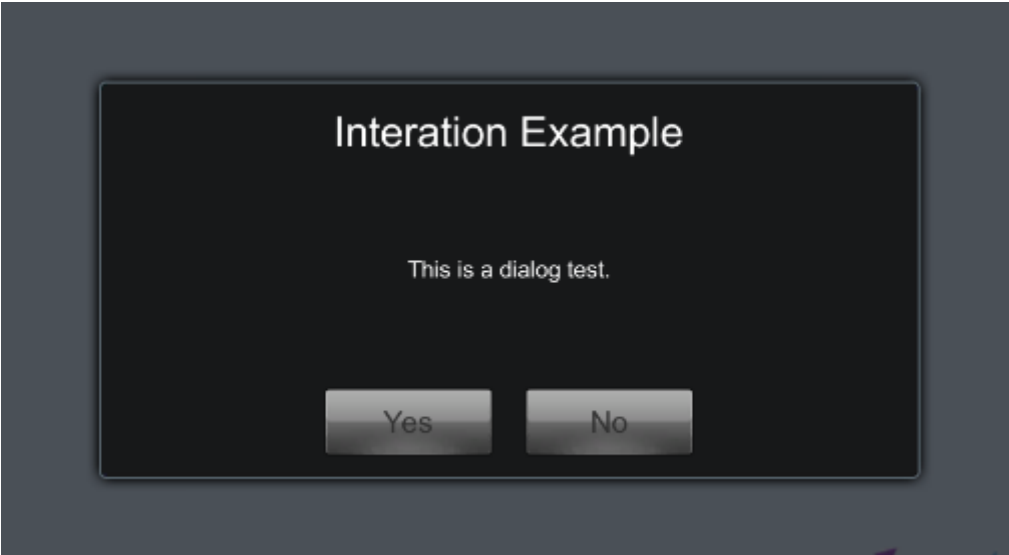 Interation Example
This is a dialog test.
Yes
No